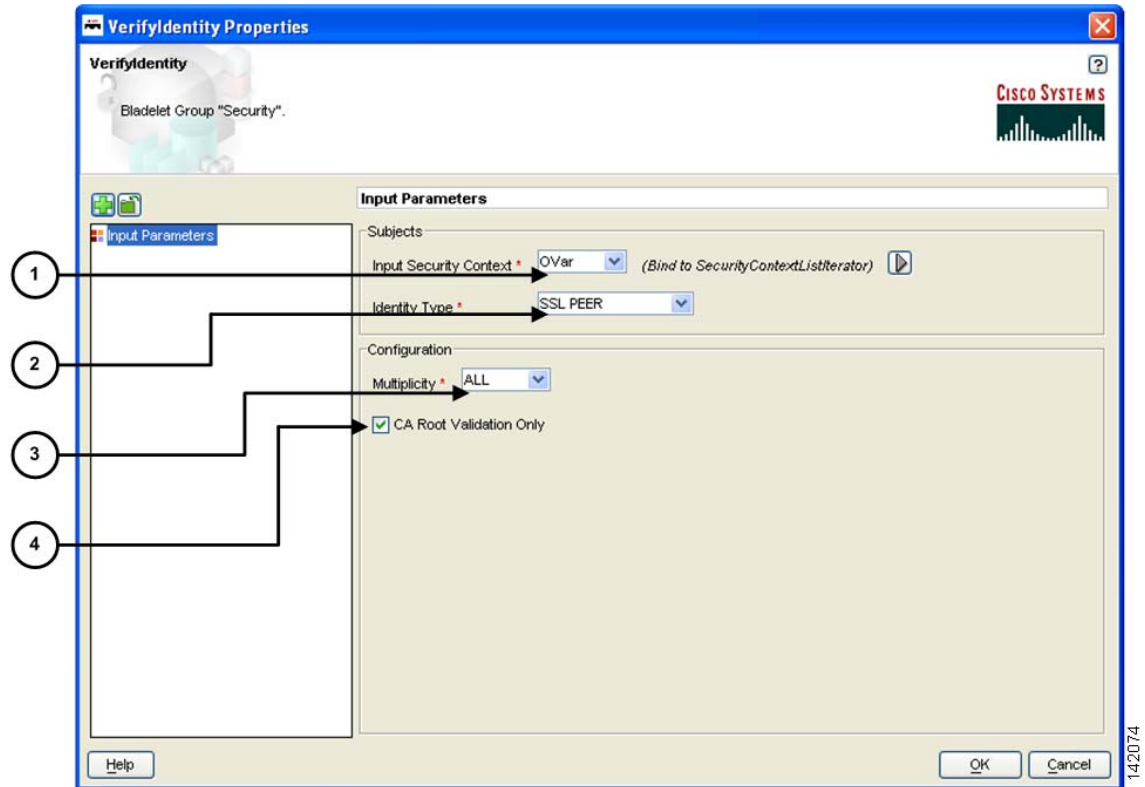 VerifyIdentity Properties
VerifyIdentity
?
Bladelet Group "Security".
CISCO SYSTEMS
Input Parameters
Input Parameters
Subjects
1
Input Security Context * OVar (Bind to SecurityContextListIterator)
Identity Type * SSL PEER
2
Configuration
Multiplicity * ALL
3
CA Root Validation Only
4
Help
OK
Cancel
142074